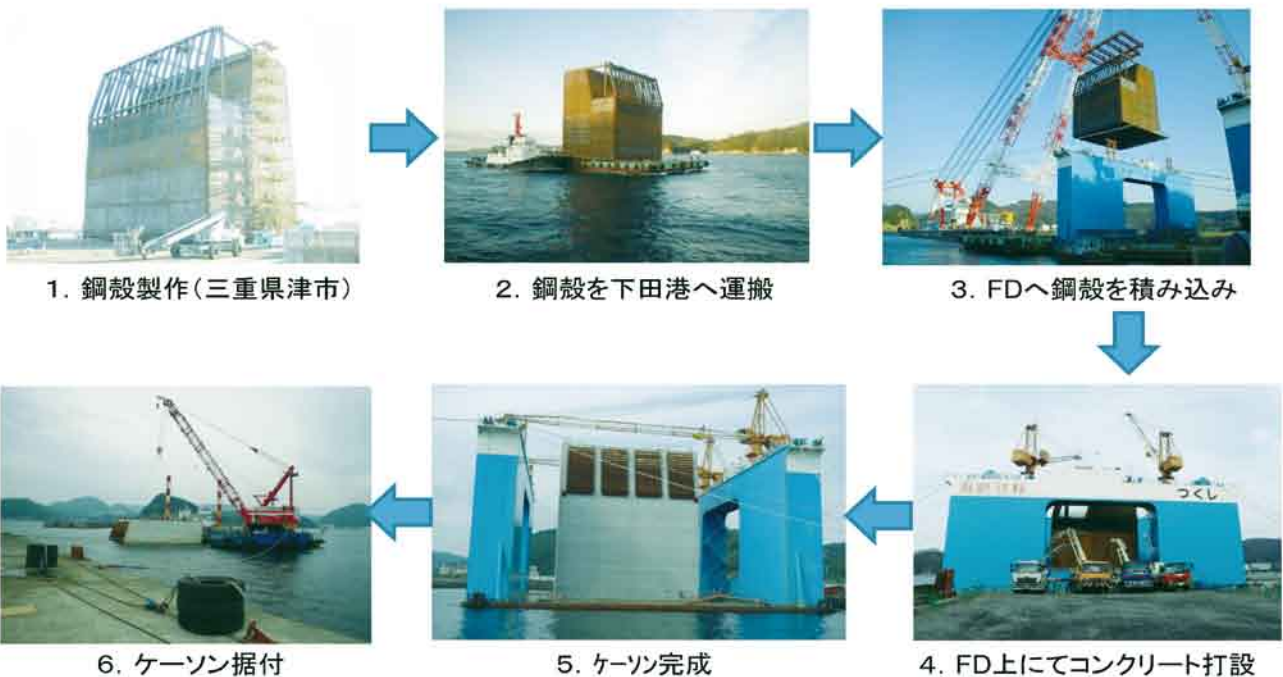 1. 鋼殻製作(三重県津市)
2. 鋼殻を下田港へ運搬
3. FDへ鋼殻を積み込み
つくし
4. FD上にてコンクリート打設
5. ケーソン完成
6. ケーソン据付